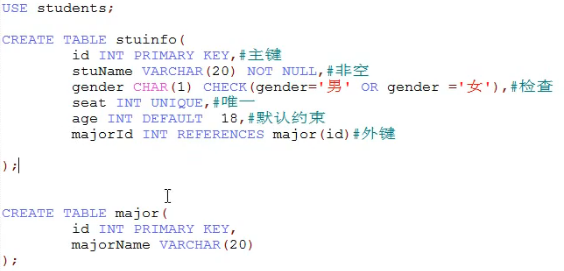 USE students;
CREATE TABLE stuinfo(
id INT PRIMARY KEY,#主键
stuName VARCHAR(20) NOT NULL,#非空
gender CHAR(1) CHECK(gender='男' OR gender ='女'),#检查
seat INT UNIQUE,#唯一
age INT DEFAULT  18,#默认约束
majorId INT REFERENCES major(id)#外键
);
CREATE TABLE major(
id INT PRIMARY KEY,
majorName VARCHAR(20)
);